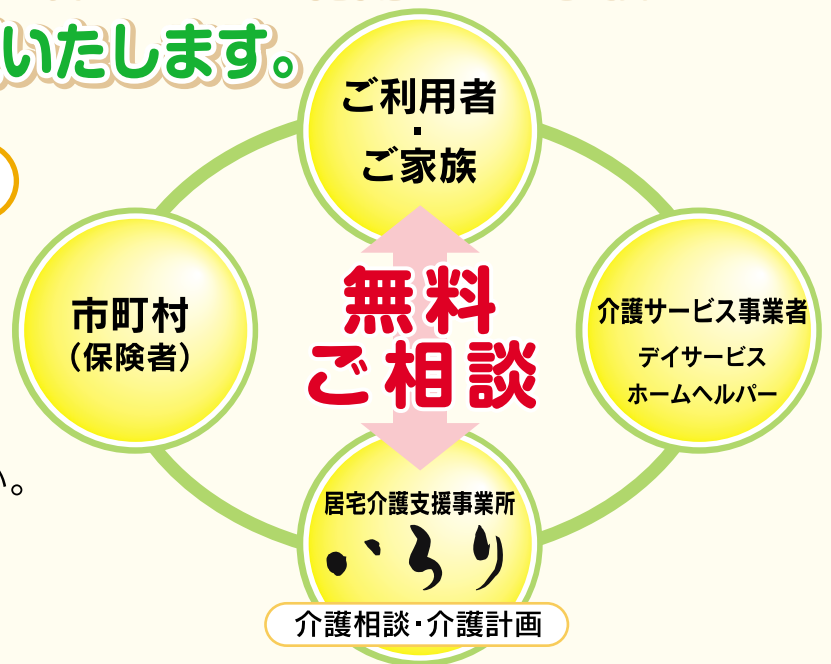 いたします。
ご利用者
・
ご家族
市町村
（保険者）
無料
ご相談
介護サービス事業者
デイサービス
ホームヘルパー
い。
居宅介護支援事業所
いろり
介護相談・介護計画